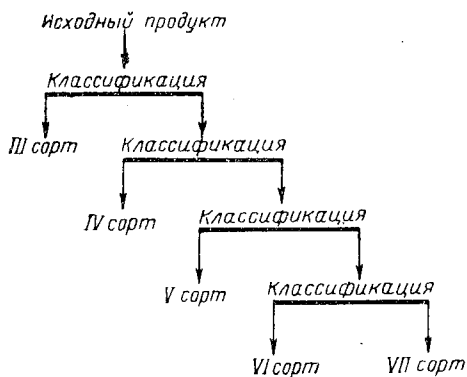 Исходный продукт
Классификация
III сорт
Классификация
IV сорт
Классификация
V сорт
Классификация
VI сорт
VII сорт